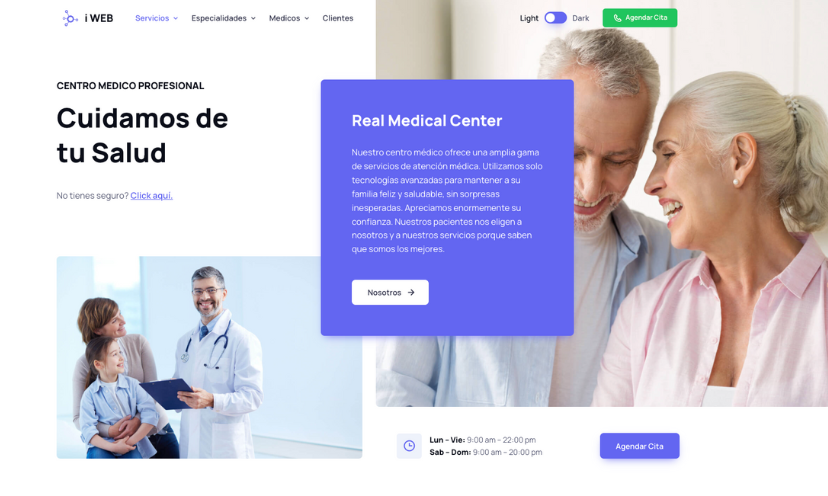 i WEB
Servicios
Especialidades
Medicos
Clientes
Light
Dark
Agendar Cita
CENTRO MEDICO PROFESIONAL
Cuidamos de
tu Salud
No tienes seguro? Click aquí.
Real Medical Center
Nuestro centro médico ofrece una amplia gama
de servicios de atención médica. Utilizamos solo
tecnologías avanzadas para mantener a su
familia feliz y saludable, sin sorpresas
inesperadas. Apreciamos enormemente su
confianza. Nuestros pacientes nos eligen a
nosotros y a nuestros servicios porque saben
que somos los mejores.
Nosotros
Lun – Vie: 9:00 am – 22:00 pm
Sab – Dom: 9:00 am – 20:00 pm
Agendar Cita